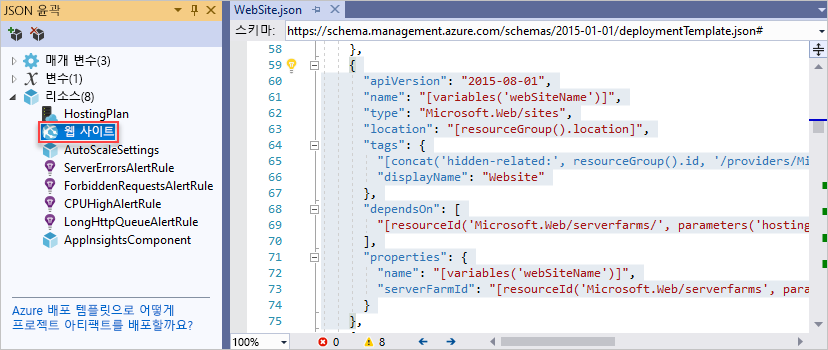 JSON 윤곽
매개 변수(3)
변수(1)
리소스(8)
HostingPlan
웹 사이트
AutoScaleSettings
ServerErrorsAlertRule
ForbiddenRequestsAlertRule
CPUHighAlertRule
LongHttpQueueAlertRule
AppInsightsComponent
Azure 배포 템플릿으로 어떻게
프로젝트 아티팩트를 배포할까요?
WebSite.json
스키마: https://schema.management.azure.com/schemas/2015-01-01/deploymentTemplate.json#
58 },
59 {
60 "apiVersion": "2015-08-01",
61 "name": "[variables('webSiteName')]",
62 "type": "Microsoft.Web/sites",
63 "location": "[resourceGroup().location]",
64 "tags": {
65 "[concat('hidden-related:', resourceGroup().id, '/providers/Mi
66 "displayName": "Website"
67 },
68 "dependsOn": [
69 "[resourceId('Microsoft.Web/serverfarms/', parameters('hosting
70 ],
71 "properties": {
72 "name": "[variables('webSiteName')]",
73 "serverFarmId": "[resourceId('Microsoft.Web/serverfarms', para
74 }
75 },
100% 0 8